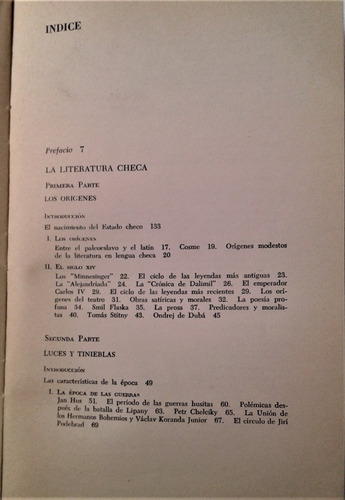 INDICE
Prefacio 7
LA LITERATURA CHECA
PRIMERA PARTE
LOS ORIGENES
INTRODUCCIÓN
El nacimiento del Estado checo 133
I. LOS ORÍGENES
Entre el paleoeslavo y el latín 17. Cosme 19. Orígenes modestos
de la literatura en lengua checa 20
II. EL SIGLO XIV
Los "Minnesinger" 22. El ciclo de las leyendas más antiguas 23.
La "Alejandriada" 24. La "Crónica de Dalimil" 26. El emperador
Carlos IV 29. El ciclo de las leyendas más recientes 29. Los orí-
genes del teatro 31. Obras satíricas y morales 32. La poesía pro-
fana 34. Smil Flaska 35. La prosa 37. Predicadores y moralis-
tas 40. Tomás Stítny 43. Ondrej de Dubá 45
SEGUNDA PARTE
LUCES Y TINIEBLAS
INTRODUCCIÓN
Las características de la época 49
I. LA ÉPOCA DE LAS GUERRAS
Jan Hus 51. El período de las guerras husitas 60. Polémicas des-
pués de la batalla de Lipany 63. Petr Chelcicky 65. La Unión de
los Hermanos Bohemios y Václav Koranda Junior 67. El círculo de Jirí
Podebrad 69